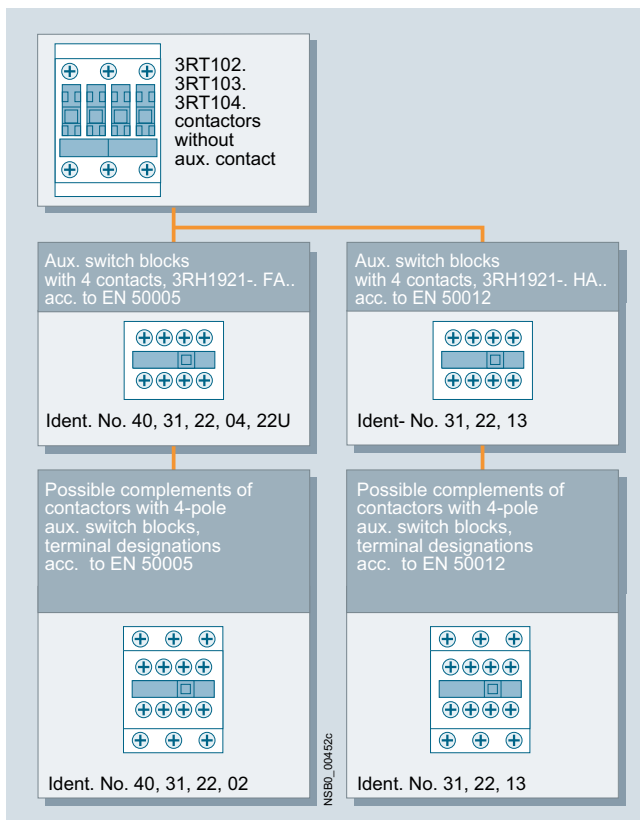 3RT102.
3RT103.
3RT104.
contactors
without
aux. contact
Aux. switch blocks
with 4 contacts, 3RH1921-. FA..
acc. to EN 50005
Ident. No. 40, 31, 22, 04, 22U
Aux. switch blocks
with 4 contacts, 3RH1921-. HA..
acc. to EN 50012
Ident- No. 31, 22, 13
Possible complements of
contactors with 4-pole
aux. switch blocks,
terminal designations
acc. to EN 50005
Ident. No. 40, 31, 22, 02
Possible complements of
contactors with 4-pole
aux. switch blocks,
terminal designations
acc. to EN 50012
Ident. No. 31, 22, 13
NSB0_00452c